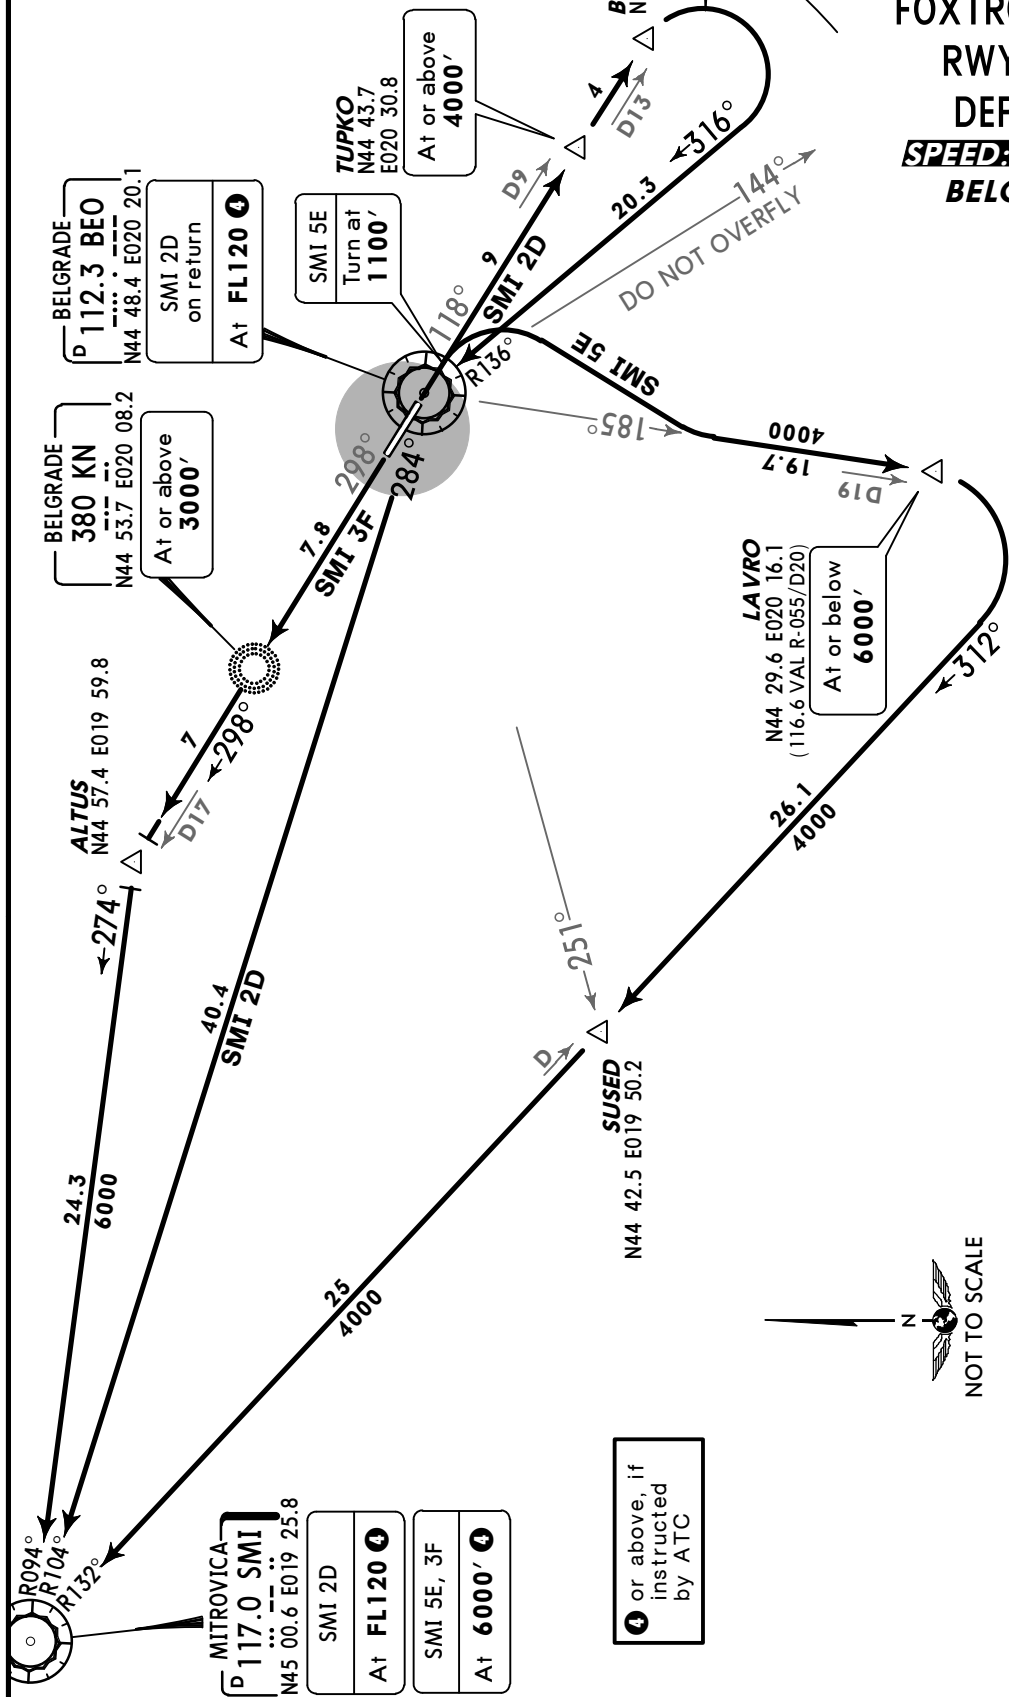 FOXTRO
RWY
DEP
SPEED:
BELG
B
N
TUPKO
N44 43.7
E020 30.8
At or above
4000'
4
D13
D9
316°
20.3
144°
DO NOT OVERFLY
BELGRADE
D 112.3 BEO
N44 48.4 E020 20.1
SMI 2D
on return
At FL120 4
SMI 5E
Turn at
1100'
9
SMI 2D
118°
R136°
SMI 5E
185°
4000
19.7
D19
BELGRADE
380 KN
N44 53.7 E020 08.2
At or above
3000'
298°
284°
7.8
SMI 3F
LAVRO
N44 29.6 E020 16.1
(116.6 VAL R-055/D20)
At or below
6000'
312°
26.1
4000
ALTUS
N44 57.4 E019 59.8
7
298°
D17
274°
40.4
SMI 2D
251°
D
SUSED
N44 42.5 E019 50.2
24.3
6000
25
4000
R094°
R104°
R132°
MITROVICA
D 117.0 SMI
N45 00.6 E019 25.8
SMI 2D
At FL120 4
SMI 5E, 3F
At 6000' 4
4 or above, if
instructed
by ATC
N
NOT TO SCALE